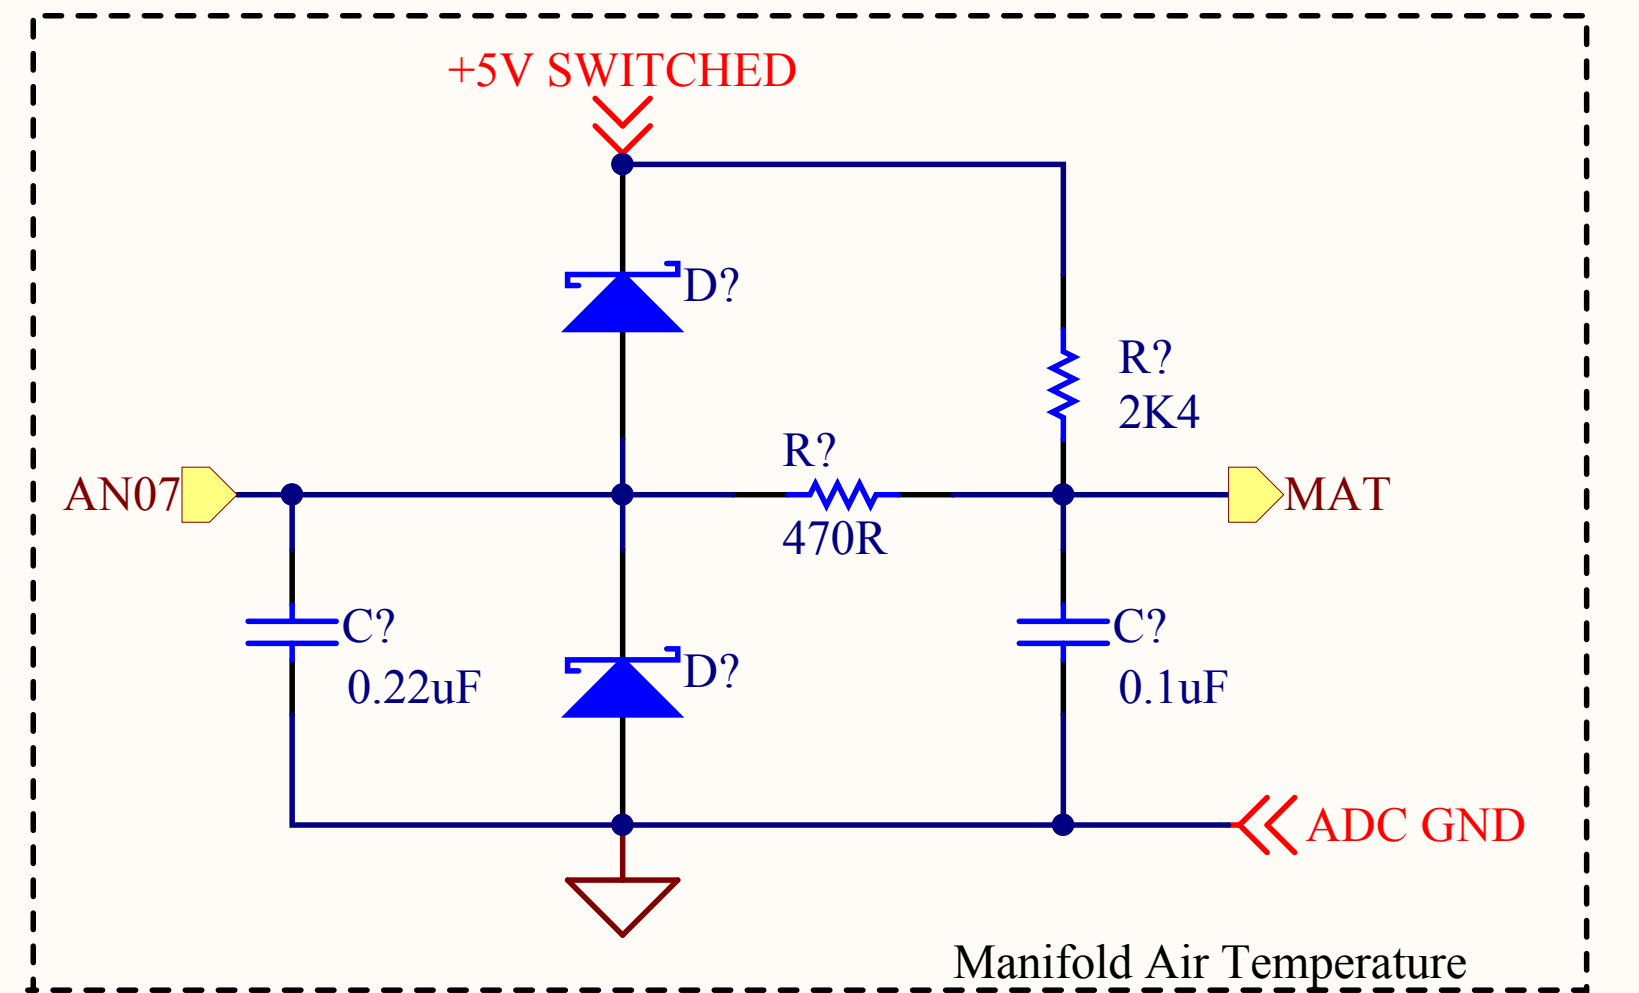 +5V SWITCHED
D?
R?
2K4
R?
AN07
MAT
470R
C?
0.22uF
D?
C?
0.1uF
ADC GND
Manifold Air Temperature